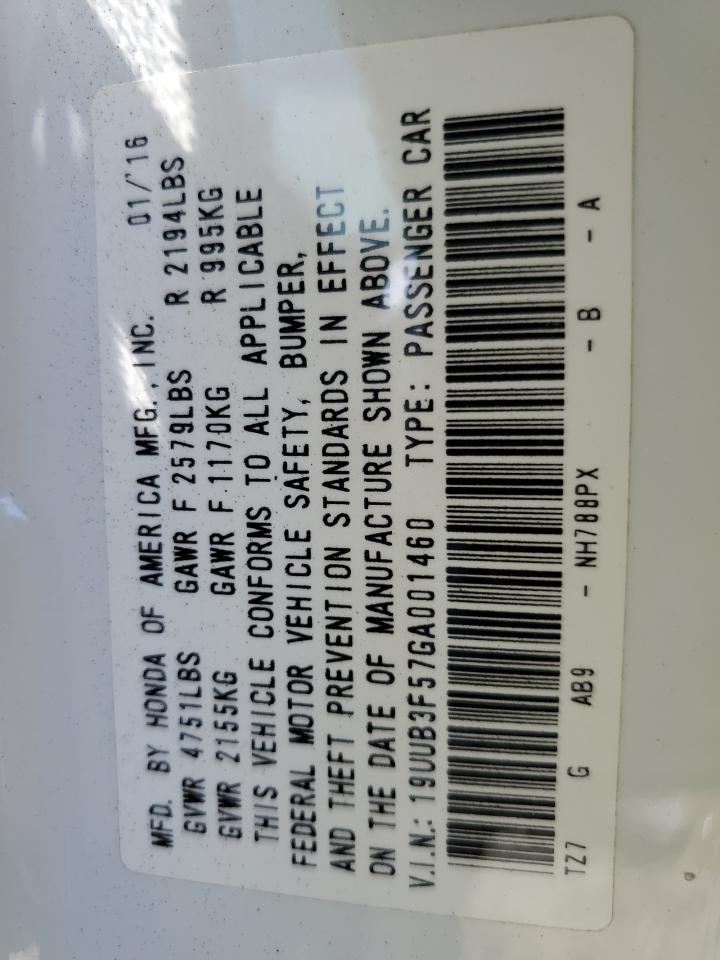 MFD. BY HONDA OF AMERICA MFG., INC. 01/'16
GVWR 4751LBS GAWR F 2579LBS R 2194LBS
GVWR 2155KG GAWR F 1170KG R 995KG
THIS VEHICLE CONFORMS TO ALL APPLICABLE
FEDERAL MOTOR VEHICLE SAFETY, BUMPER,
AND THEFT PREVENTION STANDARDS IN EFFECT
ON THE DATE OF MANUFACTURE SHOWN ABOVE.
V.I.N.: 19UUB3F57GA001460 TYPE: PASSENGER CAR
TZ7 G AB9 - NH788PX - B - A